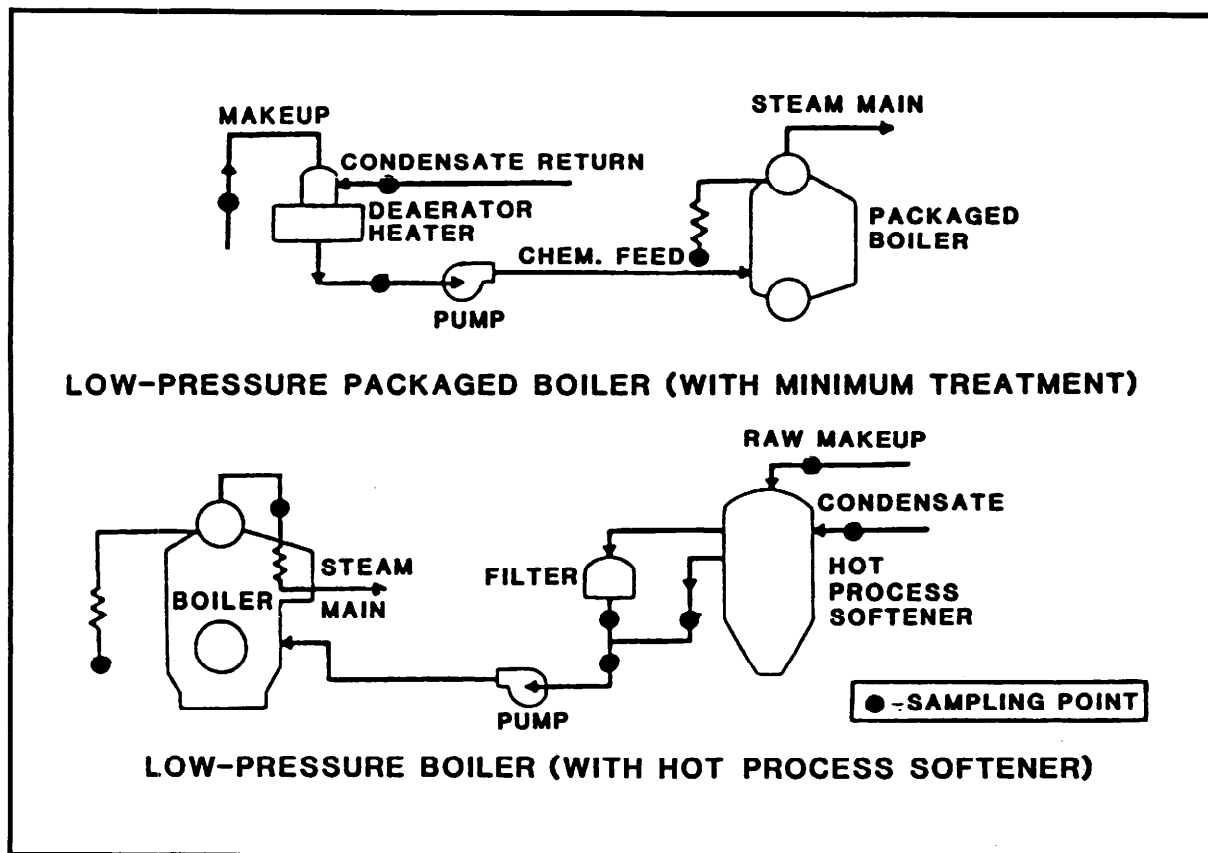 MAKEUP
STEAM MAIN
CONDENSATE RETURN
DEAERATOR
HEATER
PACKAGED
BOILER
CHEM. FEED
PUMP
LOW-PRESSURE PACKAGED BOILER (WITH MINIMUM TREATMENT)
RAW MAKEUP
CONDENSATE
STEAM
MAIN
BOILER
FILTER
HOT
PROCESS
SOFTENER
PUMP
-SAMPLING POINT
LOW-PRESSURE BOILER (WITH HOT PROCESS SOFTENER)